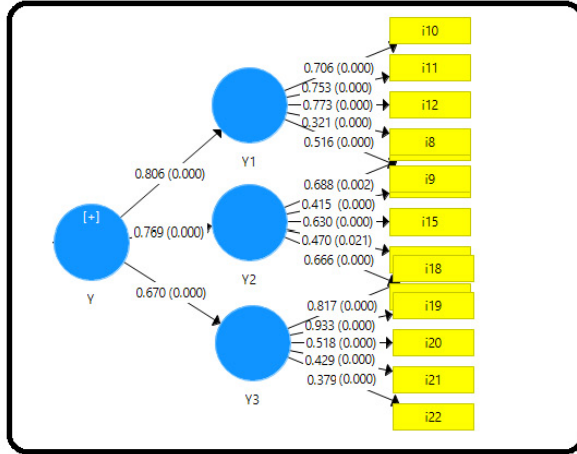 i10
0.706 (0.000)
i11
0.753 (0.000)
0.773 (0.000)
i12
0.321 (0.000)
0.516 (0.000)
i8
Y1
0.806 (0.000)
0.688 (0.002)
i9
[+]
0.415 (0.000)
0.769 (0.000)
0.630 (0.000)
i15
0.470 (0.021)
Y2
0.666 (0.000)
i18
Y
0.670 (0.000)
0.817 (0.000)
i19
0.933 (0.000)
0.518 (0.000)
i20
0.429 (0.000)
0.379 (0.000)
i21
Y3
i22